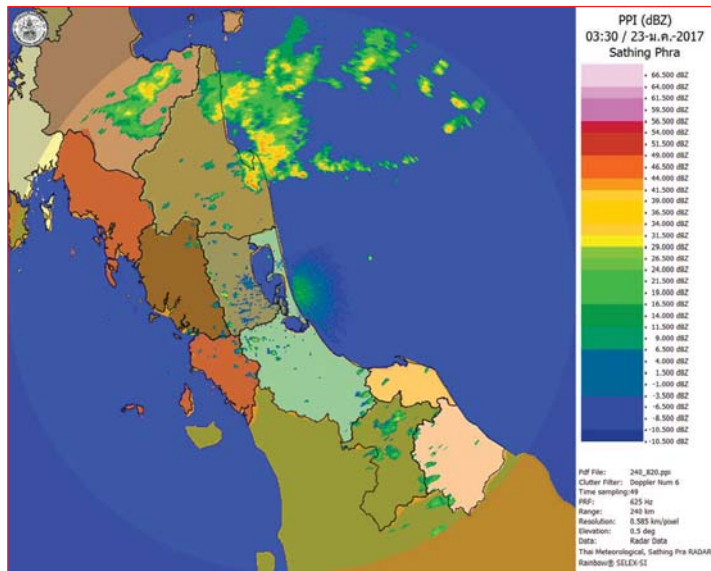 PPI (dBZ)
03:30 / 23-ม.ค.-2017
Sathing Phra
66.500 dBZ
64.000 dBZ
61.500 dBZ
59.000 dBZ
56.500 dBZ
54.000 dBZ
51.500 dBZ
49.000 dBZ
46.500 dBZ
44.000 dBZ
41.500 dBZ
39.000 dBZ
36.500 dBZ
34.000 dBZ
31.500 dBZ
29.000 dBZ
26.500 dBZ
24.000 dBZ
21.500 dBZ
19.000 dBZ
16.500 dBZ
14.000 dBZ
11.500 dBZ
9.000 dBZ
6.500 dBZ
4.000 dBZ
1.500 dBZ
-1.000 dBZ
-3.500 dBZ
-6.500 dBZ
-8.500 dBZ
-10.500 dBZ
-10.500 dBZ
Pdf File: 240_820.ppi
Clutter Filter: Doppler Num 6
Time sampling:49
PRF: 625 Hz
Range: 240 km
Resolution: 0.585 km/pixel
Elevation: 0.5 deg
Data: Radar Data
Thai Meteorological, Sathing Pra RADAR
Rainbow® SELEX-SI